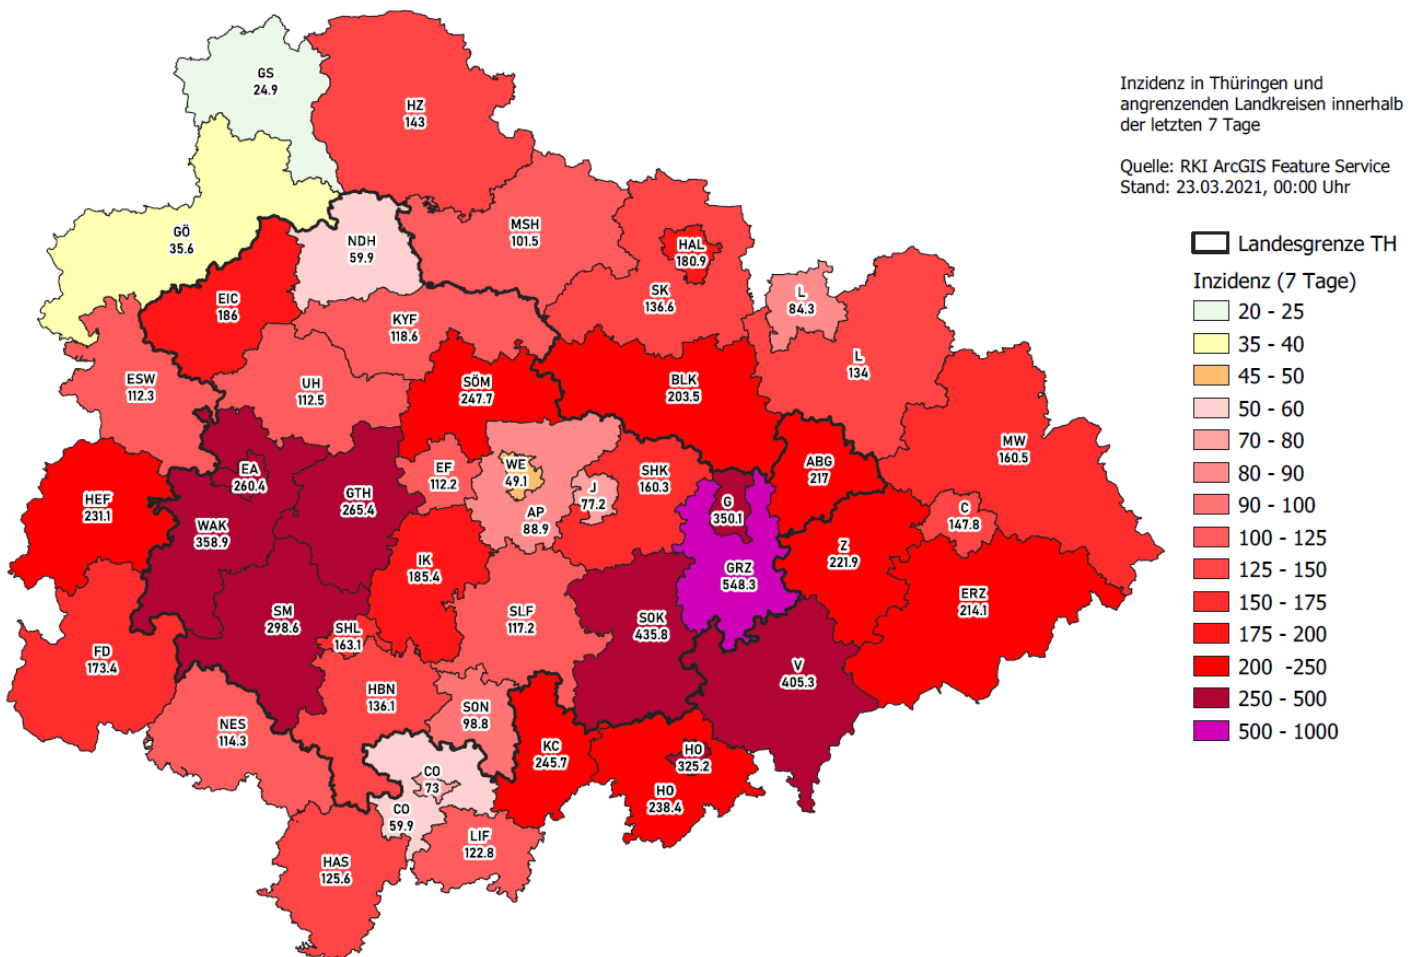 GS
24.9
HZ
143
Inzidenz in Thüringen und
angrenzenden Landkreisen innerhalb
der letzten 7 Tage
Quelle: RKI ArcGIS Feature Service
Stand: 23.03.2021, 00:00 Uhr
Landesgrenze TH
Inzidenz (7 Tage)
20 - 25
35 - 40
45 - 50
50 - 60
70 - 80
80 - 90
90 - 100
100 - 125
125 - 150
150 - 175
175 - 200
200 -250
250 - 500
500 - 1000
GÖ
35.6
NDH
59.9
MSH
101.5
HAL
180.9
EIC
186
SK
136.6
L
84.3
KYF
118.6
L
134
ESW
112.3
UH
112.5
SÖM
247.7
BLK
203.5
MW
160.5
EA
260.4
EF
112.2
WE
49.1
SHK
160.3
ABG
217
HEF
231.1
GTH
265.4
J
77.2
G
350.1
C
147.8
WAK
358.9
AP
88.9
Z
221.9
IK
185.4
GRZ
548.3
ERZ
214.1
SM
298.6
SHL
163.1
SLF
117.2
SOK
435.8
FD
173.4
V
405.3
HBN
136.1
SON
98.8
NES
114.3
KC
245.7
HO
325.2
CO
73
HO
238.4
CO
59.9
LIF
122.8
HAS
125.6